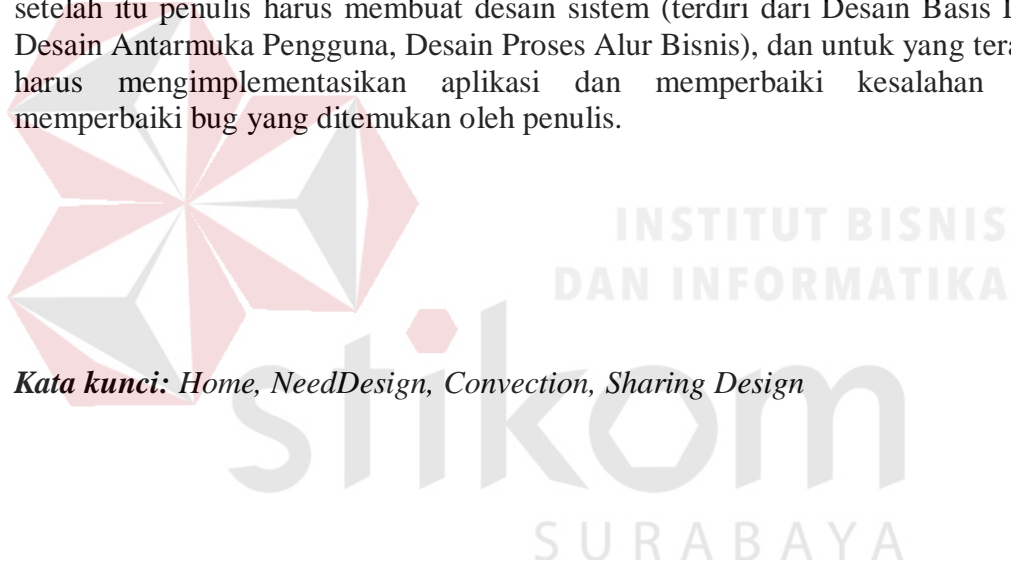 setelah itu penulis harus membuat desain sistem (terdiri dari Desain Basis
Desain Antarmuka Pengguna, Desain Proses Alur Bisnis), dan untuk yang
harus mengimplementasikan aplikasi dan memperbaiki kesalahan
memperbaiki bug yang ditemukan oleh penulis.
INSTITUT BISNIS
DAN INFORMATIKA
Kata kunci: Home, NeedDesign, Convection, Sharing Design
stikom
SURABAYA